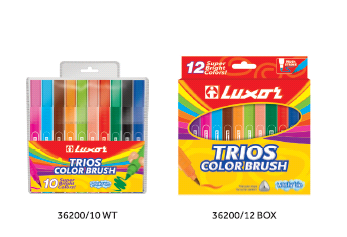 Luxor
TRIOS
COLOR BRUSH
10 Super
Bright
Colors!
36200/10 WT
12 Super
Bright
Colors!
Luxor
TRIOS
COLOR BRUSH
36200/12 BOX